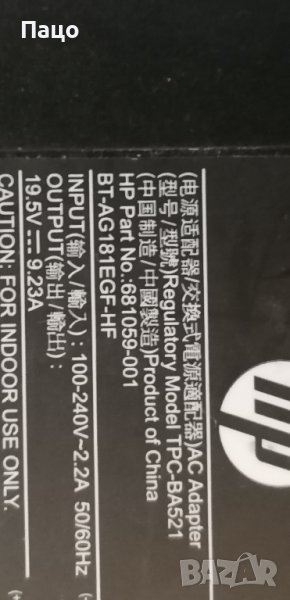 Пацо
hp
(电源适配器/交換式電源適配器)AC Adapter
(型号/型號)Regulatory Model TPC-BA521
(中国制造/中國製造)Product of China
HP Part No.:681059-001
BT-AG181EGF-HF
INPUT(输入/輸入) : 100-240V~2.2A 50/60Hz
OUTPUT(输出/輸出) :
19.5V⎓9.23A
CAUTION: FOR INDOOR USE ONLY.
BAZAR